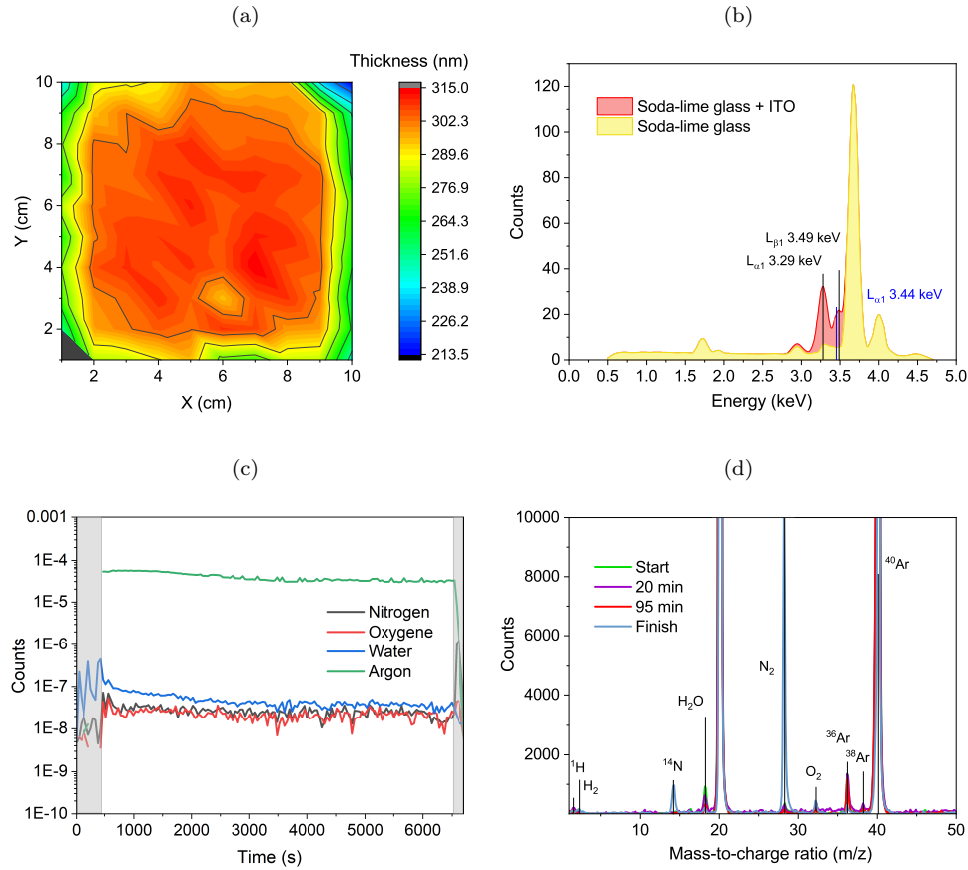 (a)
Thickness (nm)
10
8
6
4
2
2
4
6
8
10
Y (cm)
X (cm)
315.0
302.3
289.6
276.9
264.3
251.6
238.9
226.2
213.5
(b)
120
100
80
60
40
20
0
Counts
Soda-lime glass + ITO
Soda-lime glass
Lβ1 3.49 keV
Lα1 3.29 keV
Lα1 3.44 keV
0.0 0.5 1.0 1.5 2.0 2.5 3.0 3.5 4.0 4.5 5.0
Energy (keV)
(c)
0.001
1E-4
1E-5
1E-6
1E-7
1E-8
1E-9
1E-10
Counts
Nitrogen
Oxygene
Water
Argon
0 1000 2000 3000 4000 5000 6000
Time (s)
(d)
10000
8000
6000
4000
2000
Counts
Start
20 min
95 min
Finish
¹H
H₂
¹⁴N
H₂O
N₂
O₂
³⁶Ar
³⁸Ar
⁴⁰Ar
10 20 30 40 50
Mass-to-charge ratio (m/z)